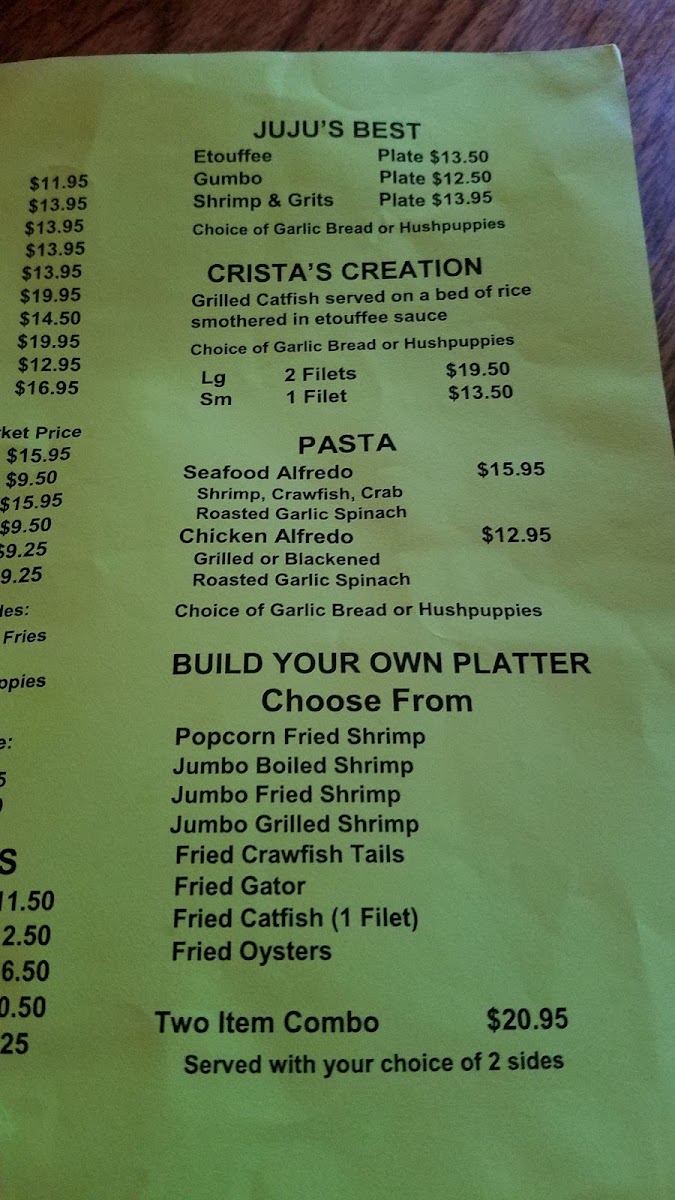 $11.95
$13.95
$13.95
$13.95
$13.95
$19.95
$14.50
$19.95
$12.95
$16.95
Price
$15.95
$9.50
$15.95
$9.50
$9.25
9.25
Fries
JUJU'S BEST
Etouffee Plate $13.50
Gumbo Plate $12.50
Shrimp & Grits Plate $13.95
Choice of Garlic Bread or Hushpuppies
CRISTA'S CREATION
Grilled Catfish served on a bed of rice
smothered in etouffee sauce
Choice of Garlic Bread or Hushpuppies
Lg 2 Filets $19.50
Sm 1 Filet $13.50
PASTA
Seafood Alfredo $15.95
Shrimp, Crawfish, Crab
Roasted Garlic Spinach
Chicken Alfredo $12.95
Grilled or Blackened
Roasted Garlic Spinach
Choice of Garlic Bread or Hushpuppies
BUILD YOUR OWN PLATTER
Choose From
Popcorn Fried Shrimp
Jumbo Boiled Shrimp
Jumbo Fried Shrimp
Jumbo Grilled Shrimp
Fried Crawfish Tails
Fried Gator
Fried Catfish (1 Filet)
Fried Oysters
Two Item Combo $20.95
Served with your choice of 2 sides